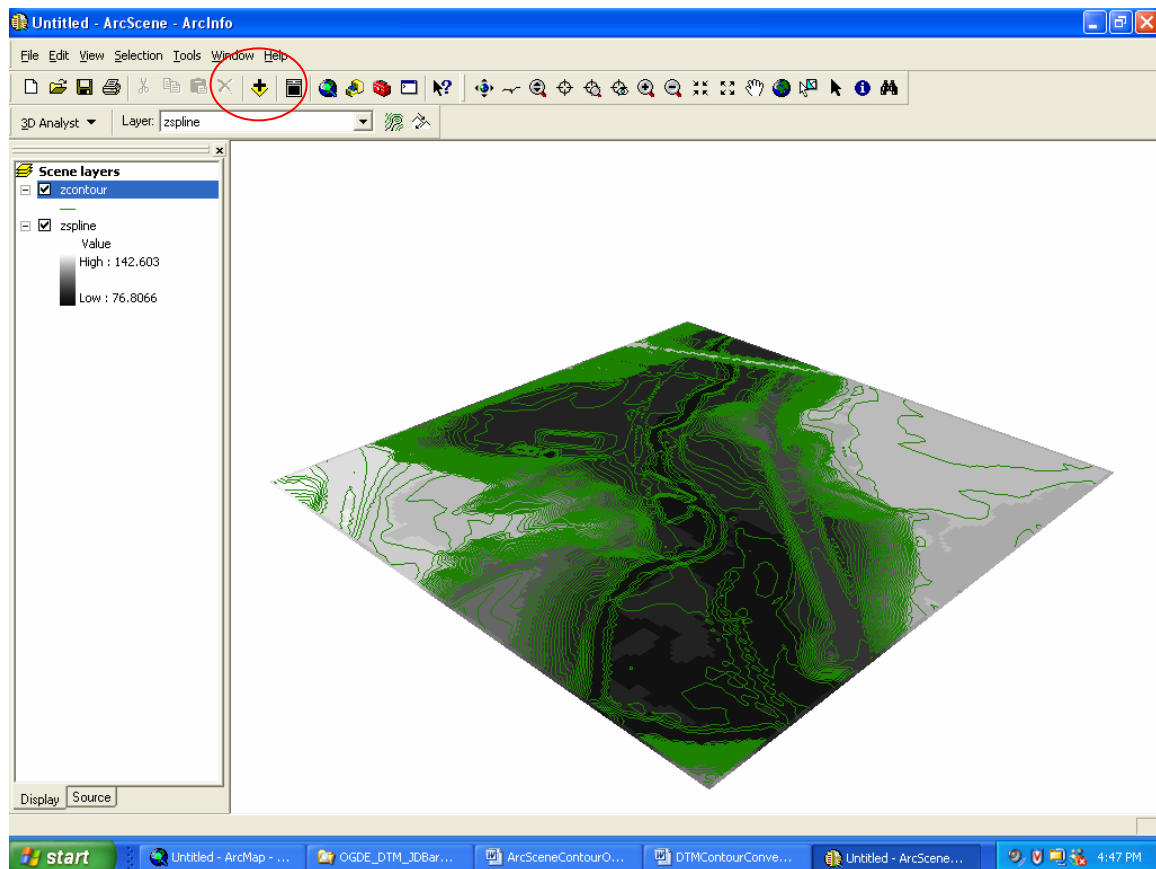 Untitled - ArcScene - ArcInfo
File Edit View Selection Tools Window Help
3D Analyst Layer: zspline
Scene layers
zcontour
zspline
Value
High : 142.603
Low : 76.8066
Display Source
start Untitled - ArcMap - ... OGDE_DTM_JDBar... ArcSceneContourO... DTMContourConve... Untitled - ArcScene... 4:47 PM